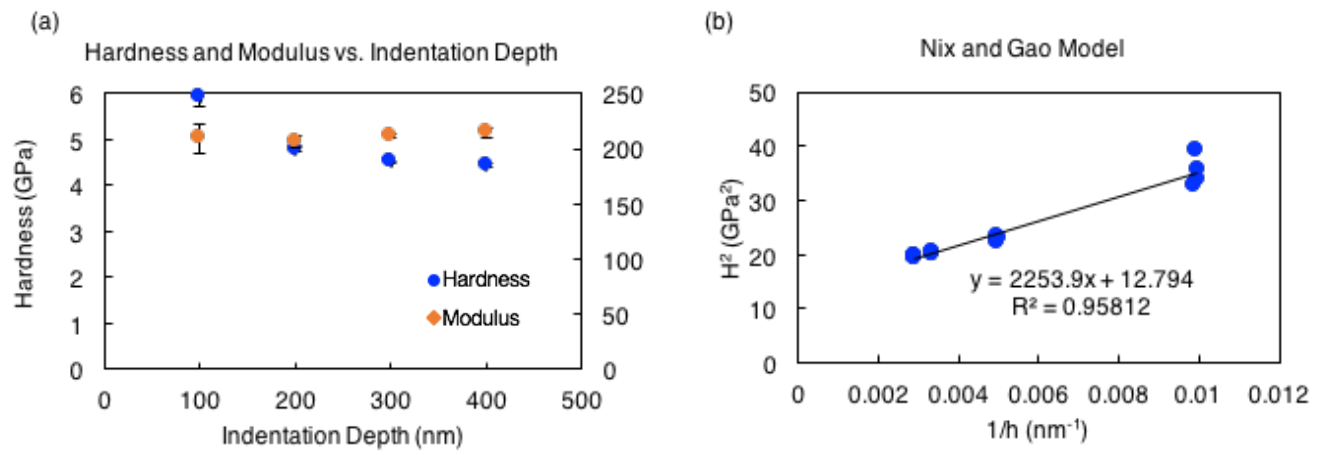 (a)
Hardness and Modulus vs. Indentation Depth
Hardness (GPa)
6
5
4
3
2
1
0
250
200
150
100
50
0
Hardness
Modulus
0 100 200 300 400 500
Indentation Depth (nm)
(b)
Nix and Gao Model
H² (GPa²)
50
40
30
20
10
0
y = 2253.9x + 12.794
R² = 0.95812
0 0.002 0.004 0.006 0.008 0.01 0.012
1/h (nm⁻¹)